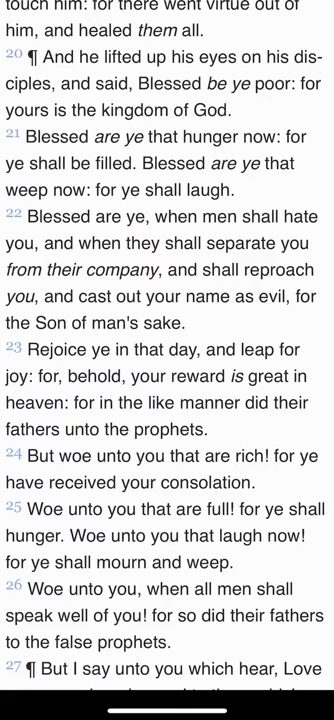 touch him: for there went virtue out of
him, and healed them all.
20 ¶ And he lifted up his eyes on his dis-
ciples, and said, Blessed be ye poor: for
yours is the kingdom of God.
21 Blessed are ye that hunger now: for
ye shall be filled. Blessed are ye that
weep now: for ye shall laugh.
22 Blessed are ye, when men shall hate
you, and when they shall separate you
from their company, and shall reproach
you, and cast out your name as evil, for
the Son of man's sake.
23 Rejoice ye in that day, and leap for
joy: for, behold, your reward is great in
heaven: for in the like manner did their
fathers unto the prophets.
24 But woe unto you that are rich! for ye
have received your consolation.
25 Woe unto you that are full! for ye shall
hunger. Woe unto you that laugh now!
for ye shall mourn and weep.
26 Woe unto you, when all men shall
speak well of you! for so did their fathers
to the false prophets.
27 ¶ But I say unto you which hear, Love